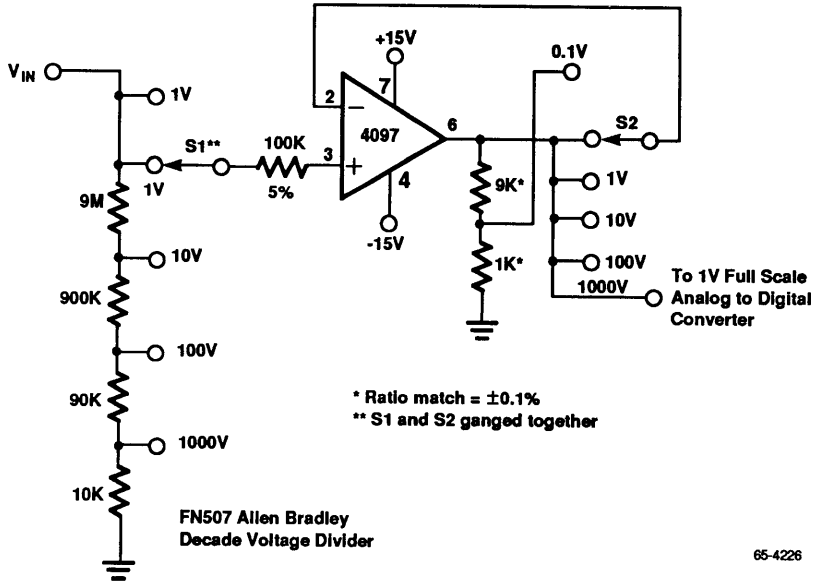 +15V
0.1V
V IN
1V
2
7
S1**
100K
4097
6
S2
3
1V
5%
4
9K*
1V
9M
-15V
10V
10V
1K*
100V
900K
1000V
To 1V Full Scale
Analog to Digital
Converter
100V
* Ratio match = ±0.1%
** S1 and S2 ganged together
90K
1000V
10K
FN507 Allen Bradley
Decade Voltage Divider
65-4226